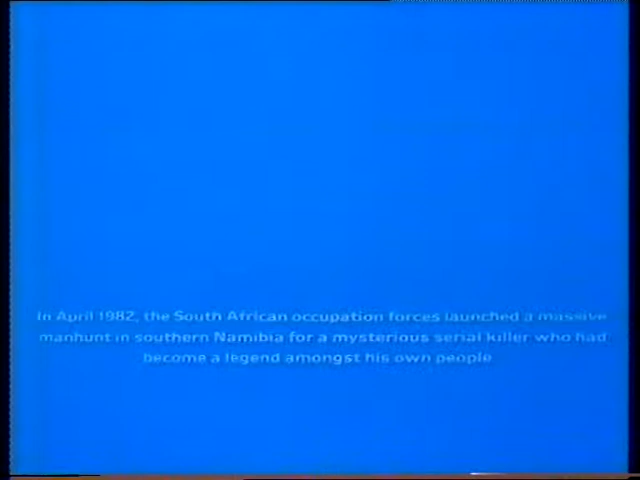 In April 1982, the South African occupation forces launched a massive
manhunt in southern Namibia for a mysterious serial killer who had
become a legend amongst his own people